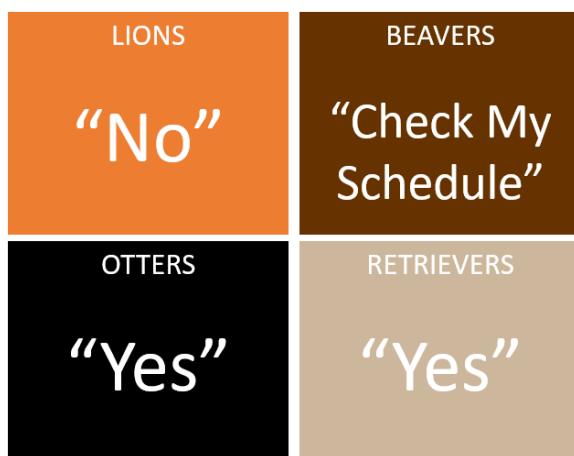 LIONS
“No”
BEAVERS
“Check My
Schedule”
OTTERS
“Yes”
RETRIEVERS
“Yes”